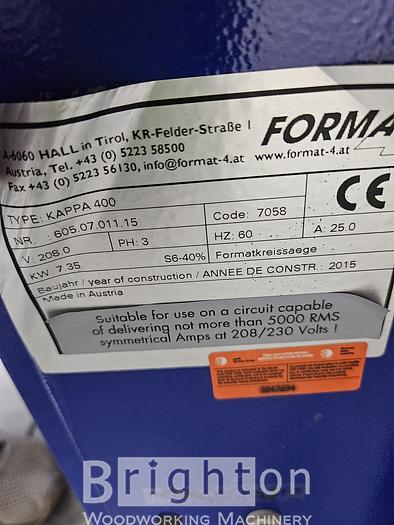 A-6060 HALL in Tirol, KR-Felder-Straße 1
Austria, Tel. +43 (0) 5223 58500
Fax +43 (0) 5223 56130, info@format-4.at www.format-4.at
FORMA
TYPE: KAPPA 400
Code: 7058
CE
NR. 605.07.011.15
V: 208.0 PH: 3 HZ: 60 A: 25.0
KW: 7.35 S6-40% Formatkreissaege
Baujahr / year of construction / ANNEE DE CONSTR.: 2015
Made in Austria
Suitable for use on a circuit capable
of delivering not more than 5000 RMS
symmetrical Amps at 208/230 Volts !
Brighton
WOODWORKING MACHINERY